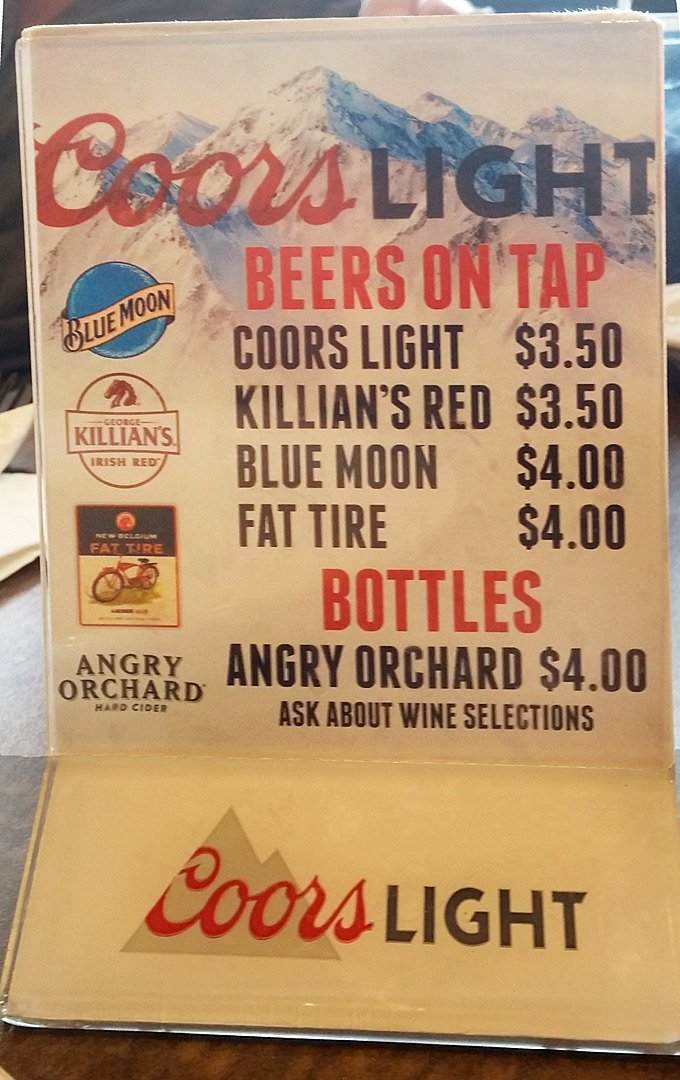 Coors LIGHT
BEERS ON TAP
BLUE MOON
COORS LIGHT $3.50
GEORGE
KILLIAN'S
IRISH RED
KILLIAN'S RED $3.50
BLUE MOON $4.00
NEW BELGIUM
FAT TIRE
FAT TIRE $4.00
BOTTLES
ANGRY
ORCHARD
HARD CIDER
ANGRY ORCHARD $4.00
ASK ABOUT WINE SELECTIONS
Coors LIGHT